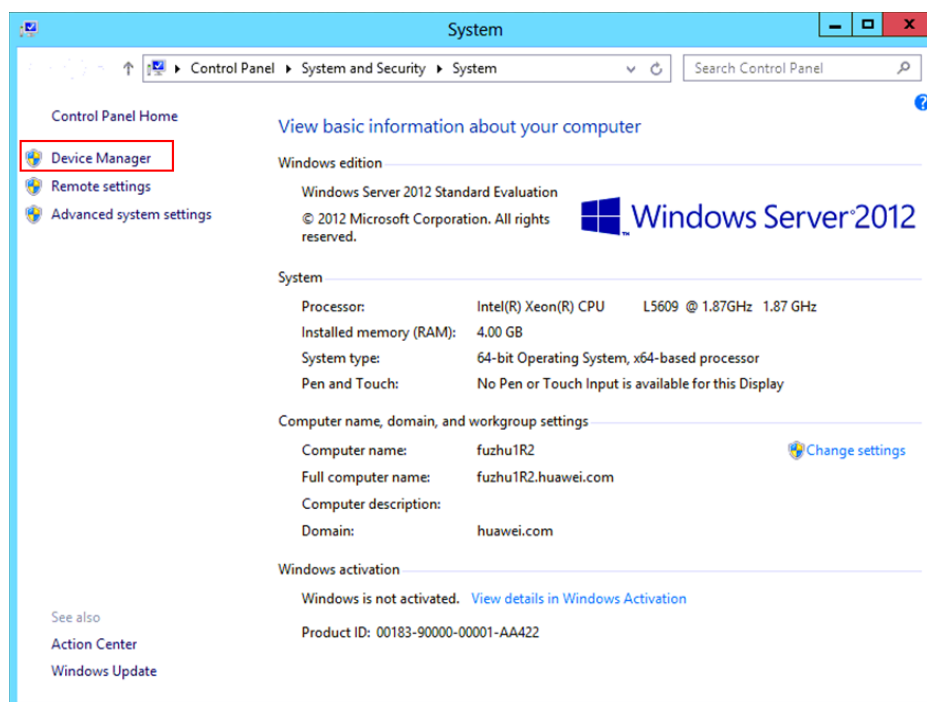 System
Control Panel ▸ System and Security ▸ System
Search Control Panel
?
Control Panel Home
Device Manager
Remote settings
Advanced system settings
View basic information about your computer
Windows edition
Windows Server 2012 Standard Evaluation
© 2012 Microsoft Corporation. All rights
reserved.
Windows Server 2012
System
Processor: Intel(R) Xeon(R) CPU L5609 @ 1.87GHz 1.87 GHz
Installed memory (RAM): 4.00 GB
System type: 64-bit Operating System, x64-based processor
Pen and Touch: No Pen or Touch Input is available for this Display
Computer name, domain, and workgroup settings
Computer name: fuzhu1R2
Change settings
Full computer name: fuzhu1R2.huawei.com
Computer description:
Domain: huawei.com
Windows activation
Windows is not activated. View details in Windows Activation
Product ID: 00183-90000-00001-AA422
See also
Action Center
Windows Update